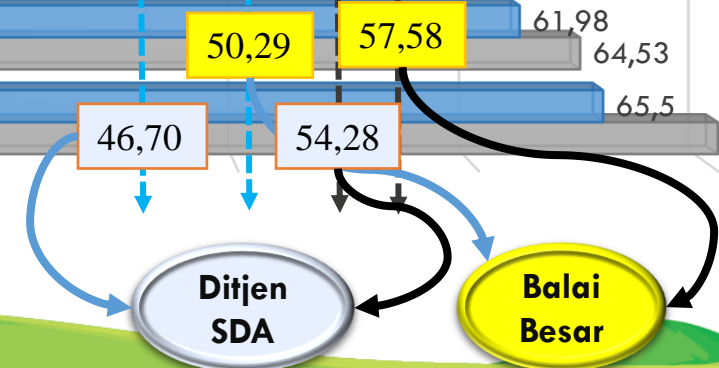 61,98
57,58
50,29
64,53
65,5
46,70
54,28
Ditjen
SDA
Balai
Besar